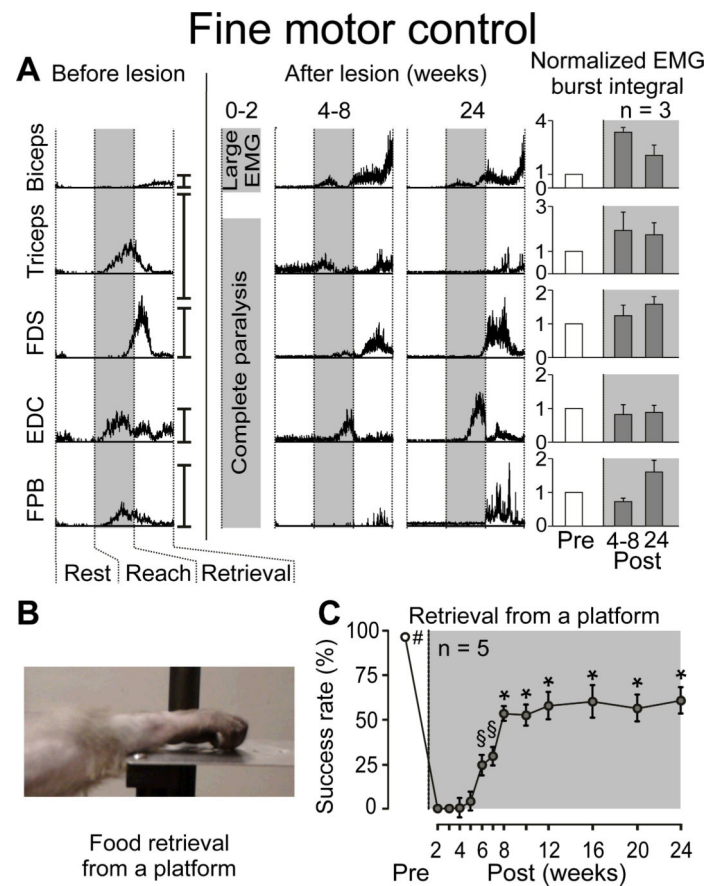 Fine motor control
A
Before lesion
After lesion (weeks)
Normalized EMG
burst integral
0-2
4-8
24
n = 3
Biceps
Large
EMG
4
1
0
Triceps
3
1
0
FDS
Complete paralysis
2
1
0
EDC
2
1
0
FPB
2
1
0
Pre
4-8 24
Post
Rest
Reach
Retrieval
B
Food retrieval
from a platform
C
Retrieval from a platform
n = 5
Success rate (%)
100
75
50
25
0
#
§
§
*
*
*
*
*
*
2 4 6 8 12 16 20 24
Pre
Post (weeks)